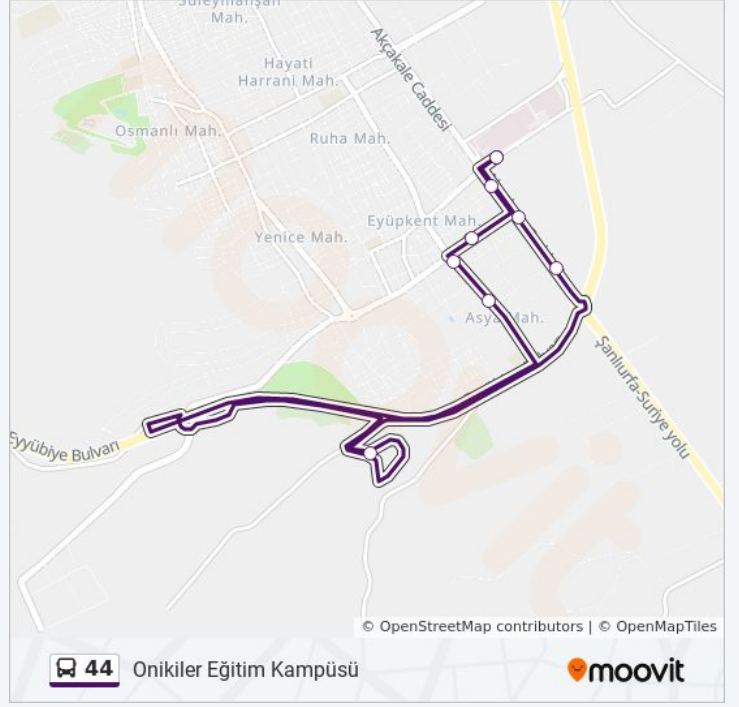 Süleymanşah
Mah.
Akçakale Caddesi
Hayati
Harrani Mah.
Osmanlı Mah.
Ruha Mah.
Eyüpkent Mah.
Yenice Mah.
Asya Mah.
Şanlıurfa-Suriye yolu
Eyyübiye Bulvarı
© OpenStreetMap contributors | © OpenMapTiles
44 Onikiler Eğitim Kampüsü
moovit
moovit